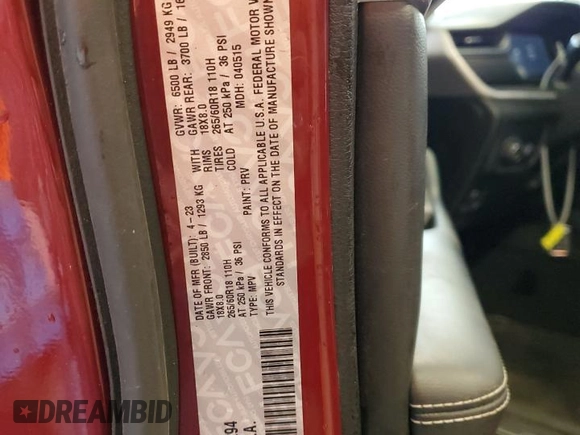 DATE OF MFR (BUILT): 4-23 GVWR: 6500 LB / 2949 KG
GAWR FRONT: 2850 LB / 1293 KG WITH GAWR REAR: 3700 LB / 16
18X8.0 RIMS 18X8.0
265/60R18 110H TIRES 265/60R18 110H
AT 250 kPa / 36 PSI COLD AT 250 kPa / 36 PSI
TYPE: MPV PAINT: PRV MDH: 040515
THIS VEHICLE CONFORMS TO ALL APPLICABLE U.S.A. FEDERAL MOTOR V
STANDARDS IN EFFECT ON THE DATE OF MANUFACTURE SHOWN
94
.A.
DREAMBID